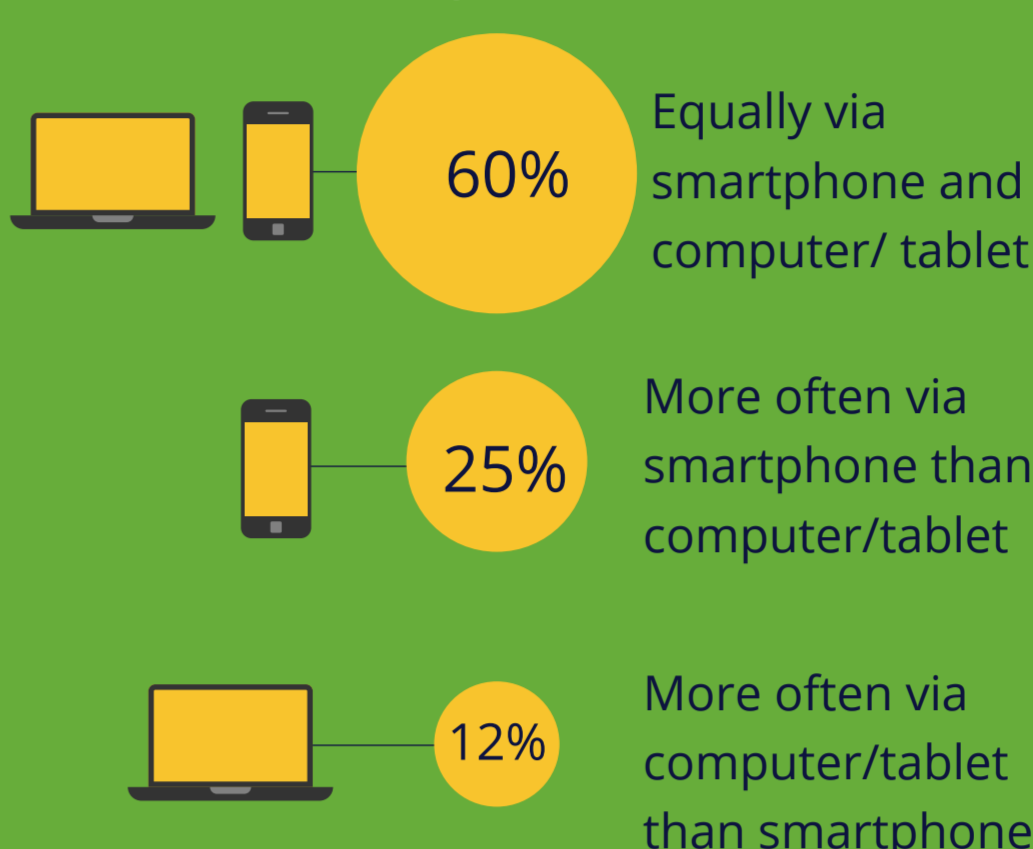 60%
Equally via
smartphone and
computer/ tablet
25%
More often via
smartphone than
computer/tablet
12%
More often via
computer/tablet
than smartphone